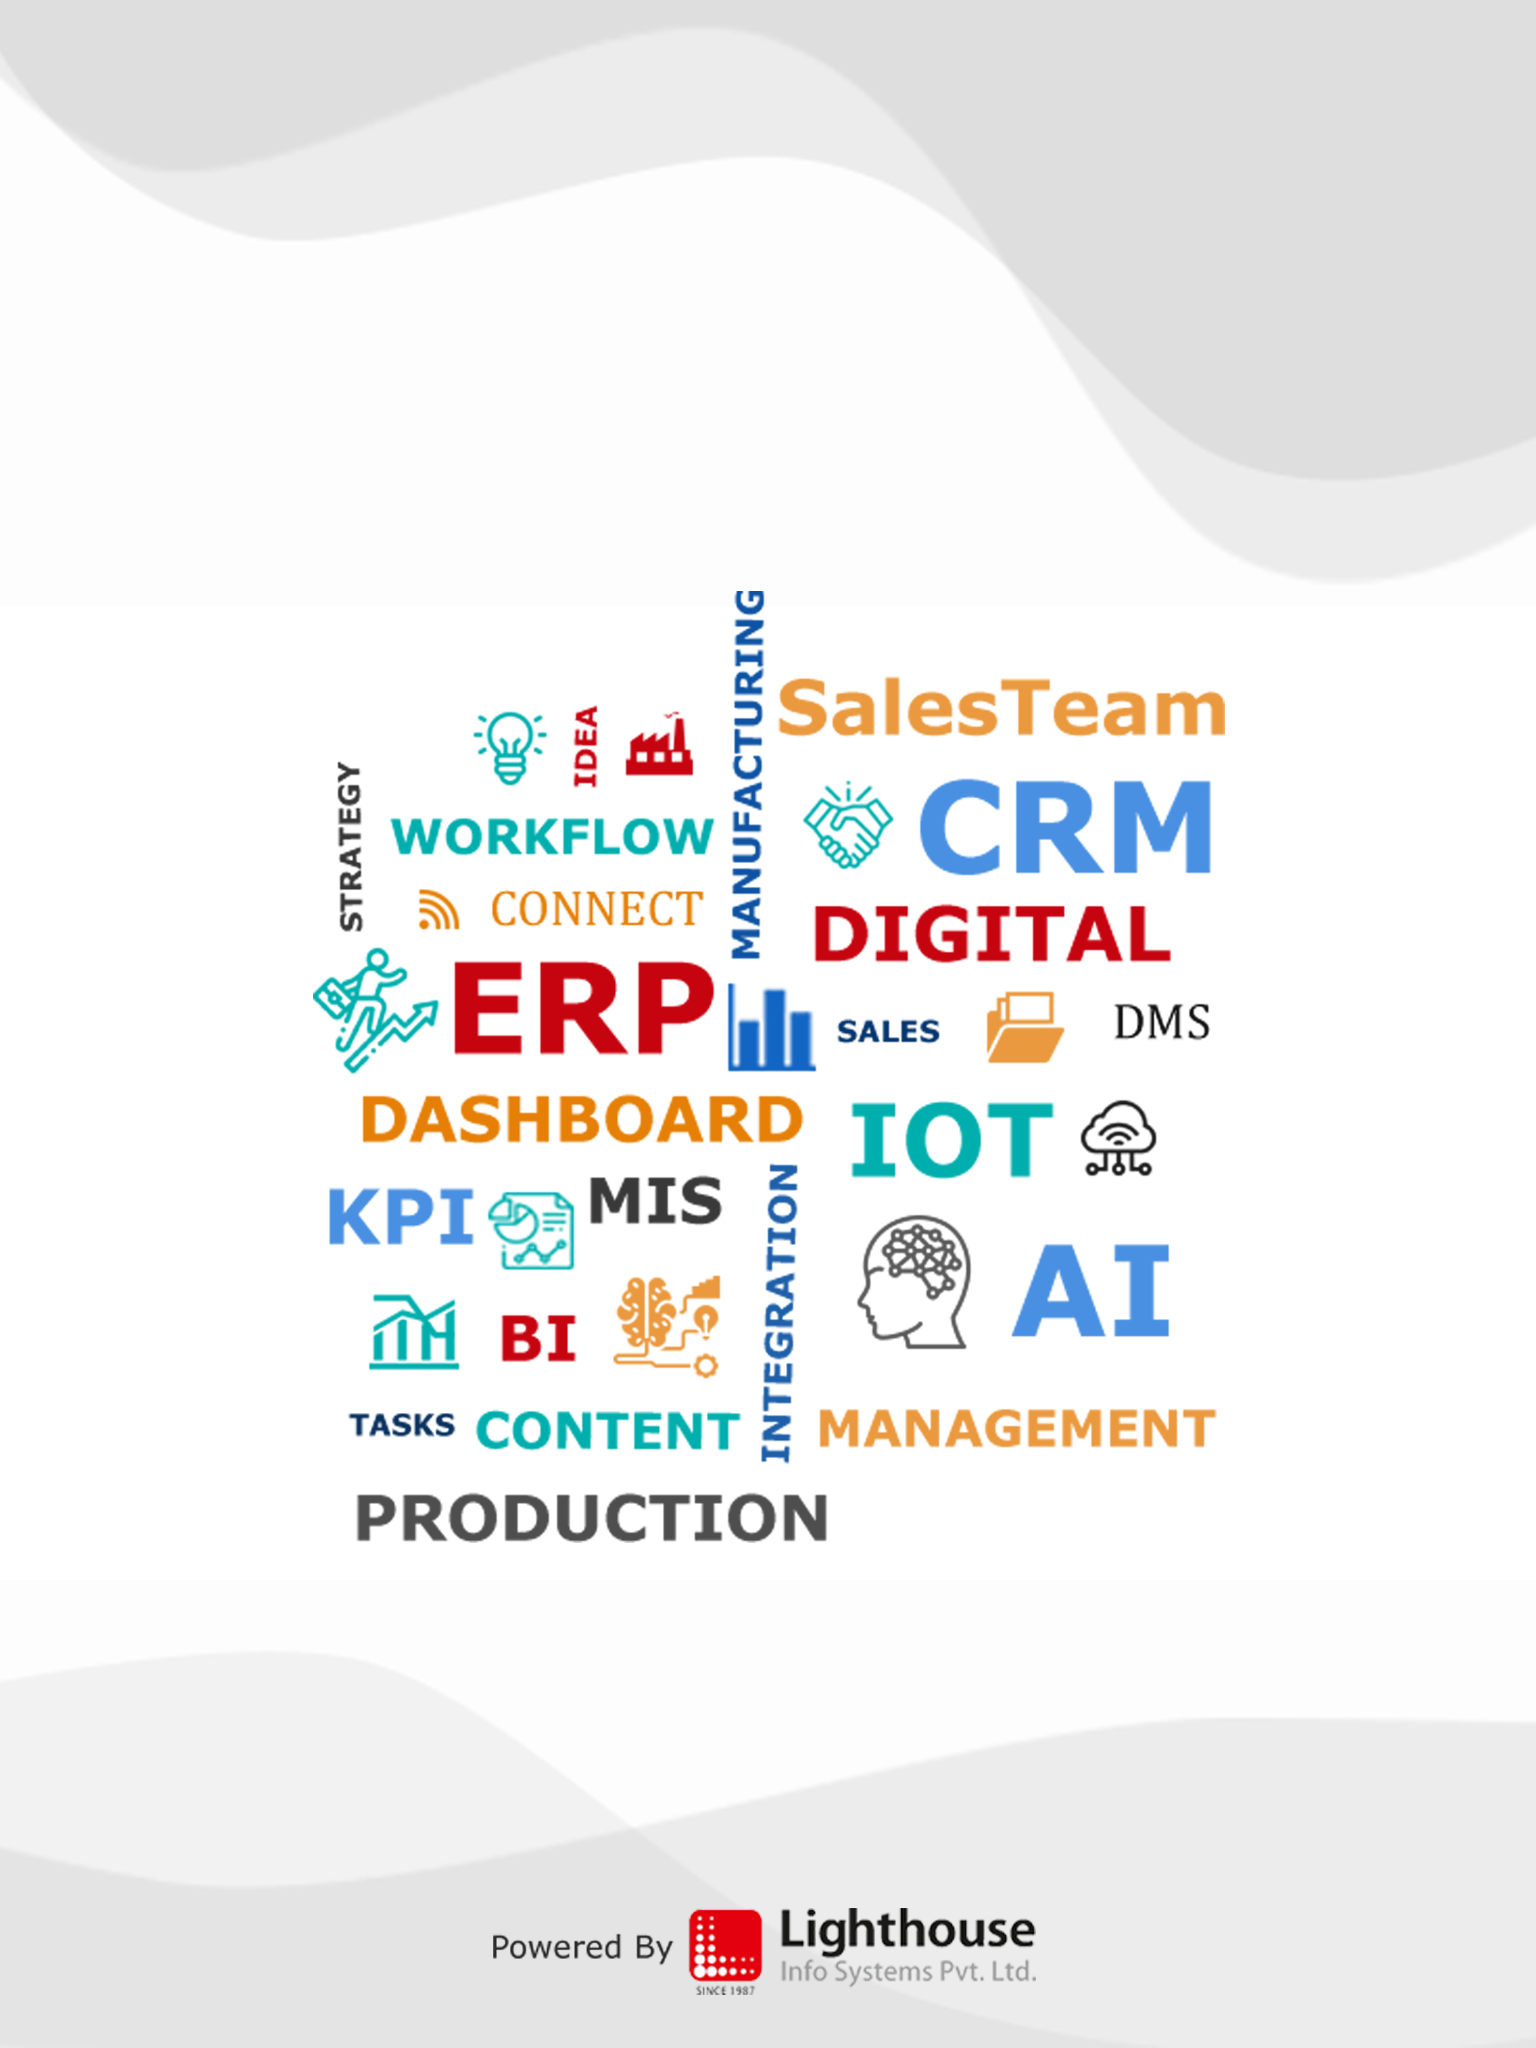 MANUFACTURING
SalesTeam
IDEA
STRATEGY
WORKFLOW
CRM
CONNECT
DIGITAL
ERP
SALES
DMS
DASHBOARD
IOT
KPI
MIS
INTEGRATION
AI
BI
TASKS
CONTENT
MANAGEMENT
PRODUCTION
Powered By
Lighthouse
Info Systems Pvt. Ltd.
SINCE 1987